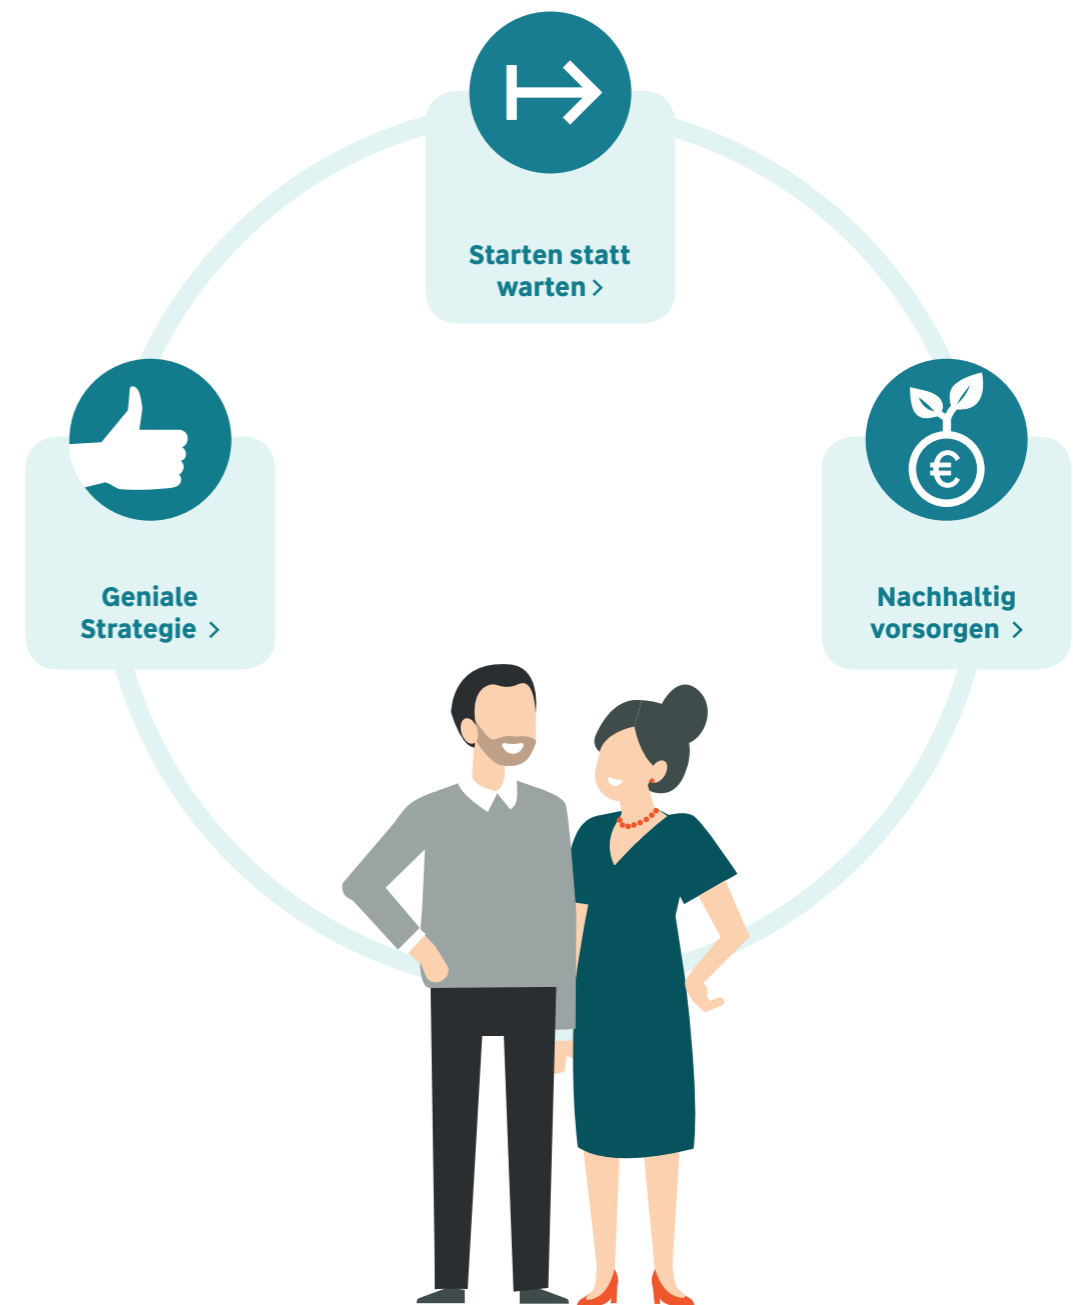 Starten statt
warten >
Geniale
Strategie >
Nachhaltig
vorsorgen >
€